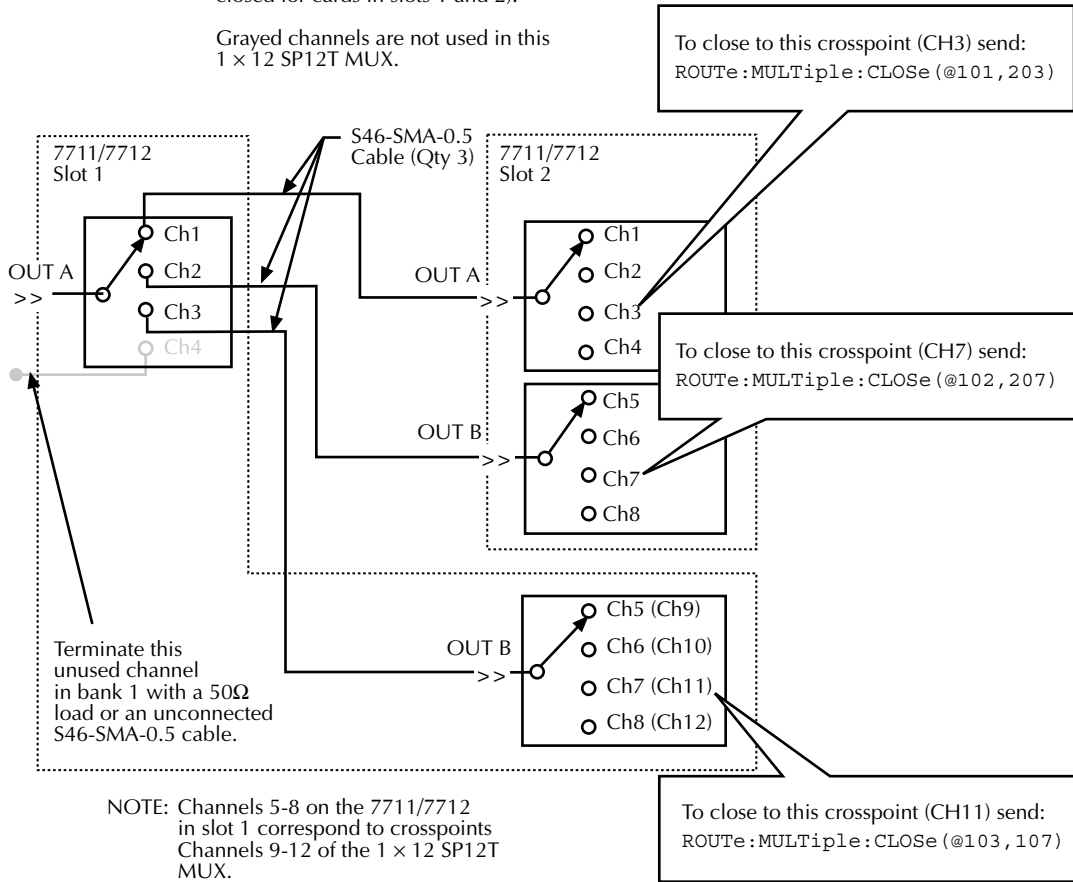 closed for cards in slots 1 and 2).
Grayed channels are not used in this
1 × 12 SP12T MUX.
To close to this crosspoint (CH3) send:
ROUTe:MULTiple:CLOSe(@101,203)
S46-SMA-0.5
Cable (Qty 3)
7711/7712
Slot 1
7711/7712
Slot 2
OUT A
>>
Ch1
Ch2
Ch3
Ch4
OUT A
>>
Ch1
Ch2
Ch3
Ch4
To close to this crosspoint (CH7) send:
ROUTe:MULTiple:CLOSe(@102,207)
OUT B
>>
Ch5
Ch6
Ch7
Ch8
OUT B
>>
Ch5 (Ch9)
Ch6 (Ch10)
Ch7 (Ch11)
Ch8 (Ch12)
Terminate this
unused channel
in bank 1 with a 50Ω
load or an unconnected
S46-SMA-0.5 cable.
To close to this crosspoint (CH11) send:
ROUTe:MULTiple:CLOSe(@103,107)
NOTE: Channels 5-8 on the 7711/7712
in slot 1 correspond to crosspoints
Channels 9-12 of the 1 × 12 SP12T
MUX.